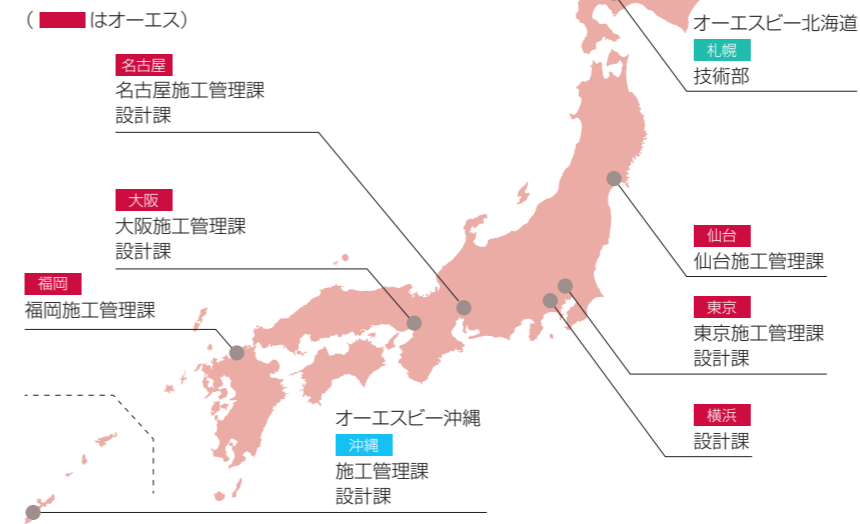 （ はオーエス）
オーエスビー北海道
札幌
技術部
名古屋
名古屋施工管理課
設計課
大阪
大阪施工管理課
設計課
福岡
福岡施工管理課
仙台
仙台施工管理課
東京
東京施工管理課
設計課
横浜
設計課
オーエスビー沖縄
沖縄
施工管理課
設計課